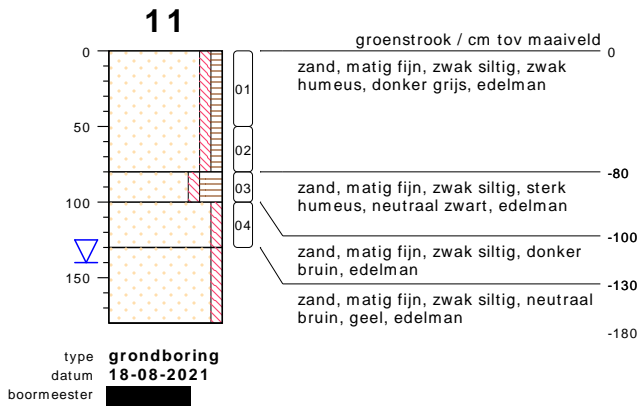 11
groenstrook / cm tov maaiveld
0
0
zand, matig fijn, zwak siltig, zwak
humeus, donker grijs, edelman
01
50
02
-80
zand, matig fijn, zwak siltig, sterk
humeus, neutraal zwart, edelman
03
100
04
-100
zand, matig fijn, zwak siltig, donker
bruin, edelman
150
-130
zand, matig fijn, zwak siltig, neutraal
bruin, geel, edelman
-180
type grondboring
datum 18-08-2021
boormeester